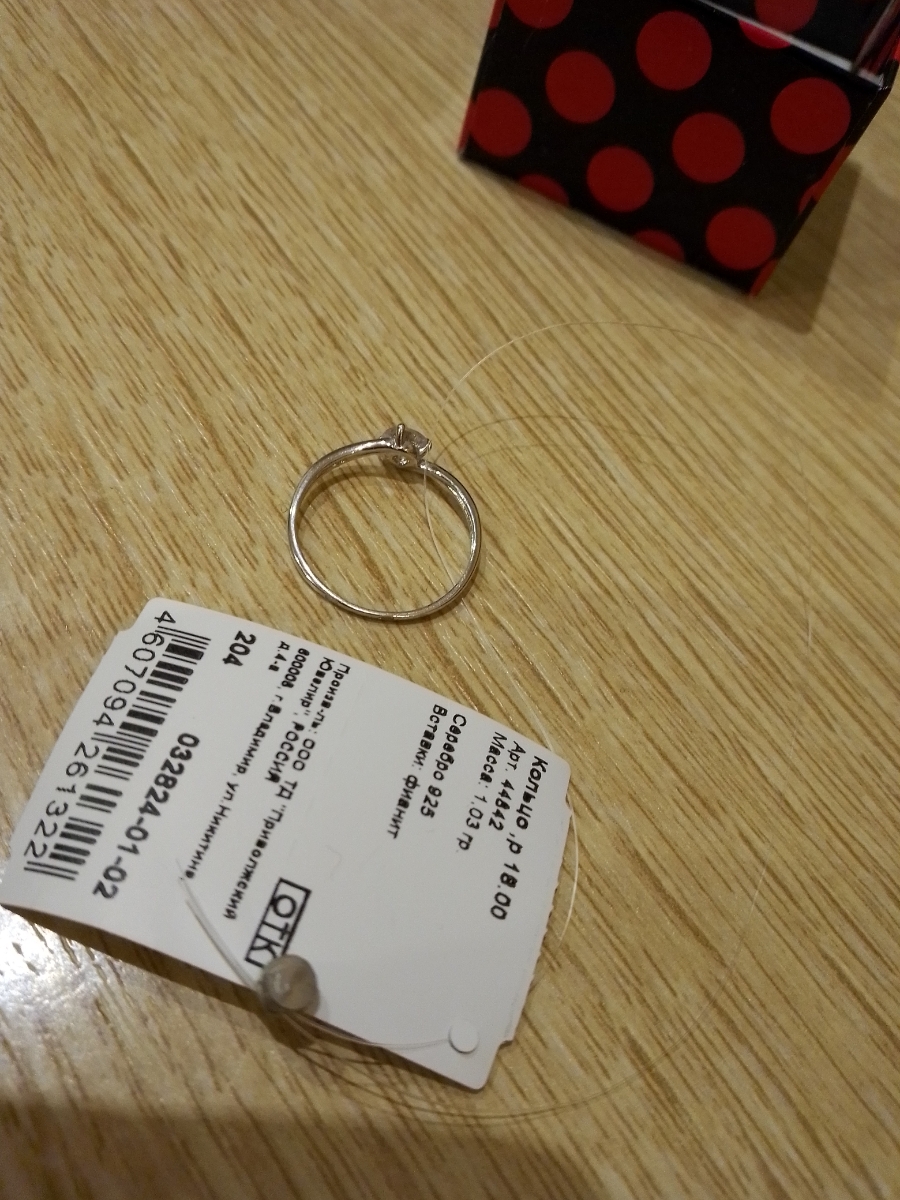 Кольцо ,р 18.00
Арт. 44642
Масса: 1.03 гр.
Серебро 925
Вставки: фианит
Произв-ль: ООО ТД "Приволжский
Ювелир", РОССИЯ
600008, г.Владимир, ул.Никитина,
д.4-в
ОТК
204
032824-01-02
4 607094 261322